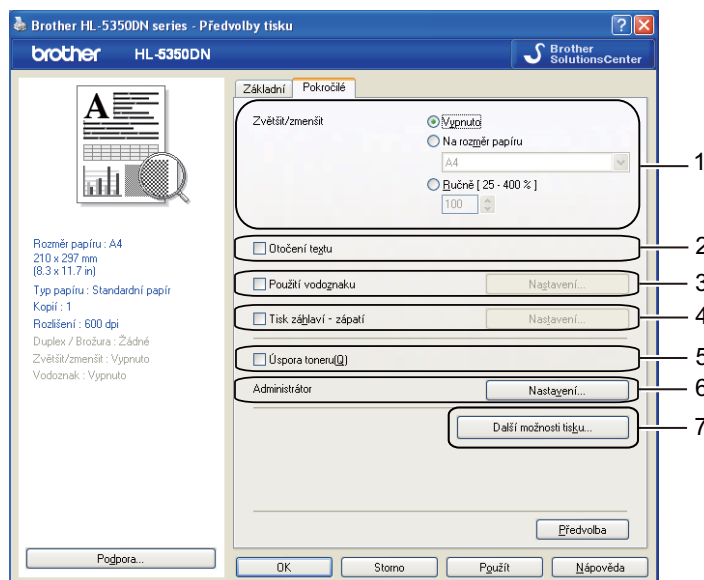 Brother HL-5350DN series - Předvolby tisku
brother HL-5350DN
Brother
SolutionsCenter
Základní Pokročilé
Zvětšit/zmenšit
Vypnuto
Na rozměr papíru
A4
Ručně [ 25 - 400 % ]
100
1
Otočení textu
2
Použití vodoznaku Nastavení...
3
Tisk záhlaví - zápatí Nastavení...
4
Úspora toneru(Q)
5
Administrátor Nastavení...
6
Další možnosti tisku...
7
A
Rozměr papíru : A4
210 x 297 mm
(8.3 x 11.7 in)
Typ papíru : Standardní papír
Kopií : 1
Rozlišení : 600 dpi
Duplex / Brožura : Žádné
Zvětšit/zmenšit : Vypnuto
Vodoznak : Vypnuto
Předvolba
Podpora...
OK Storno Použít Nápověda